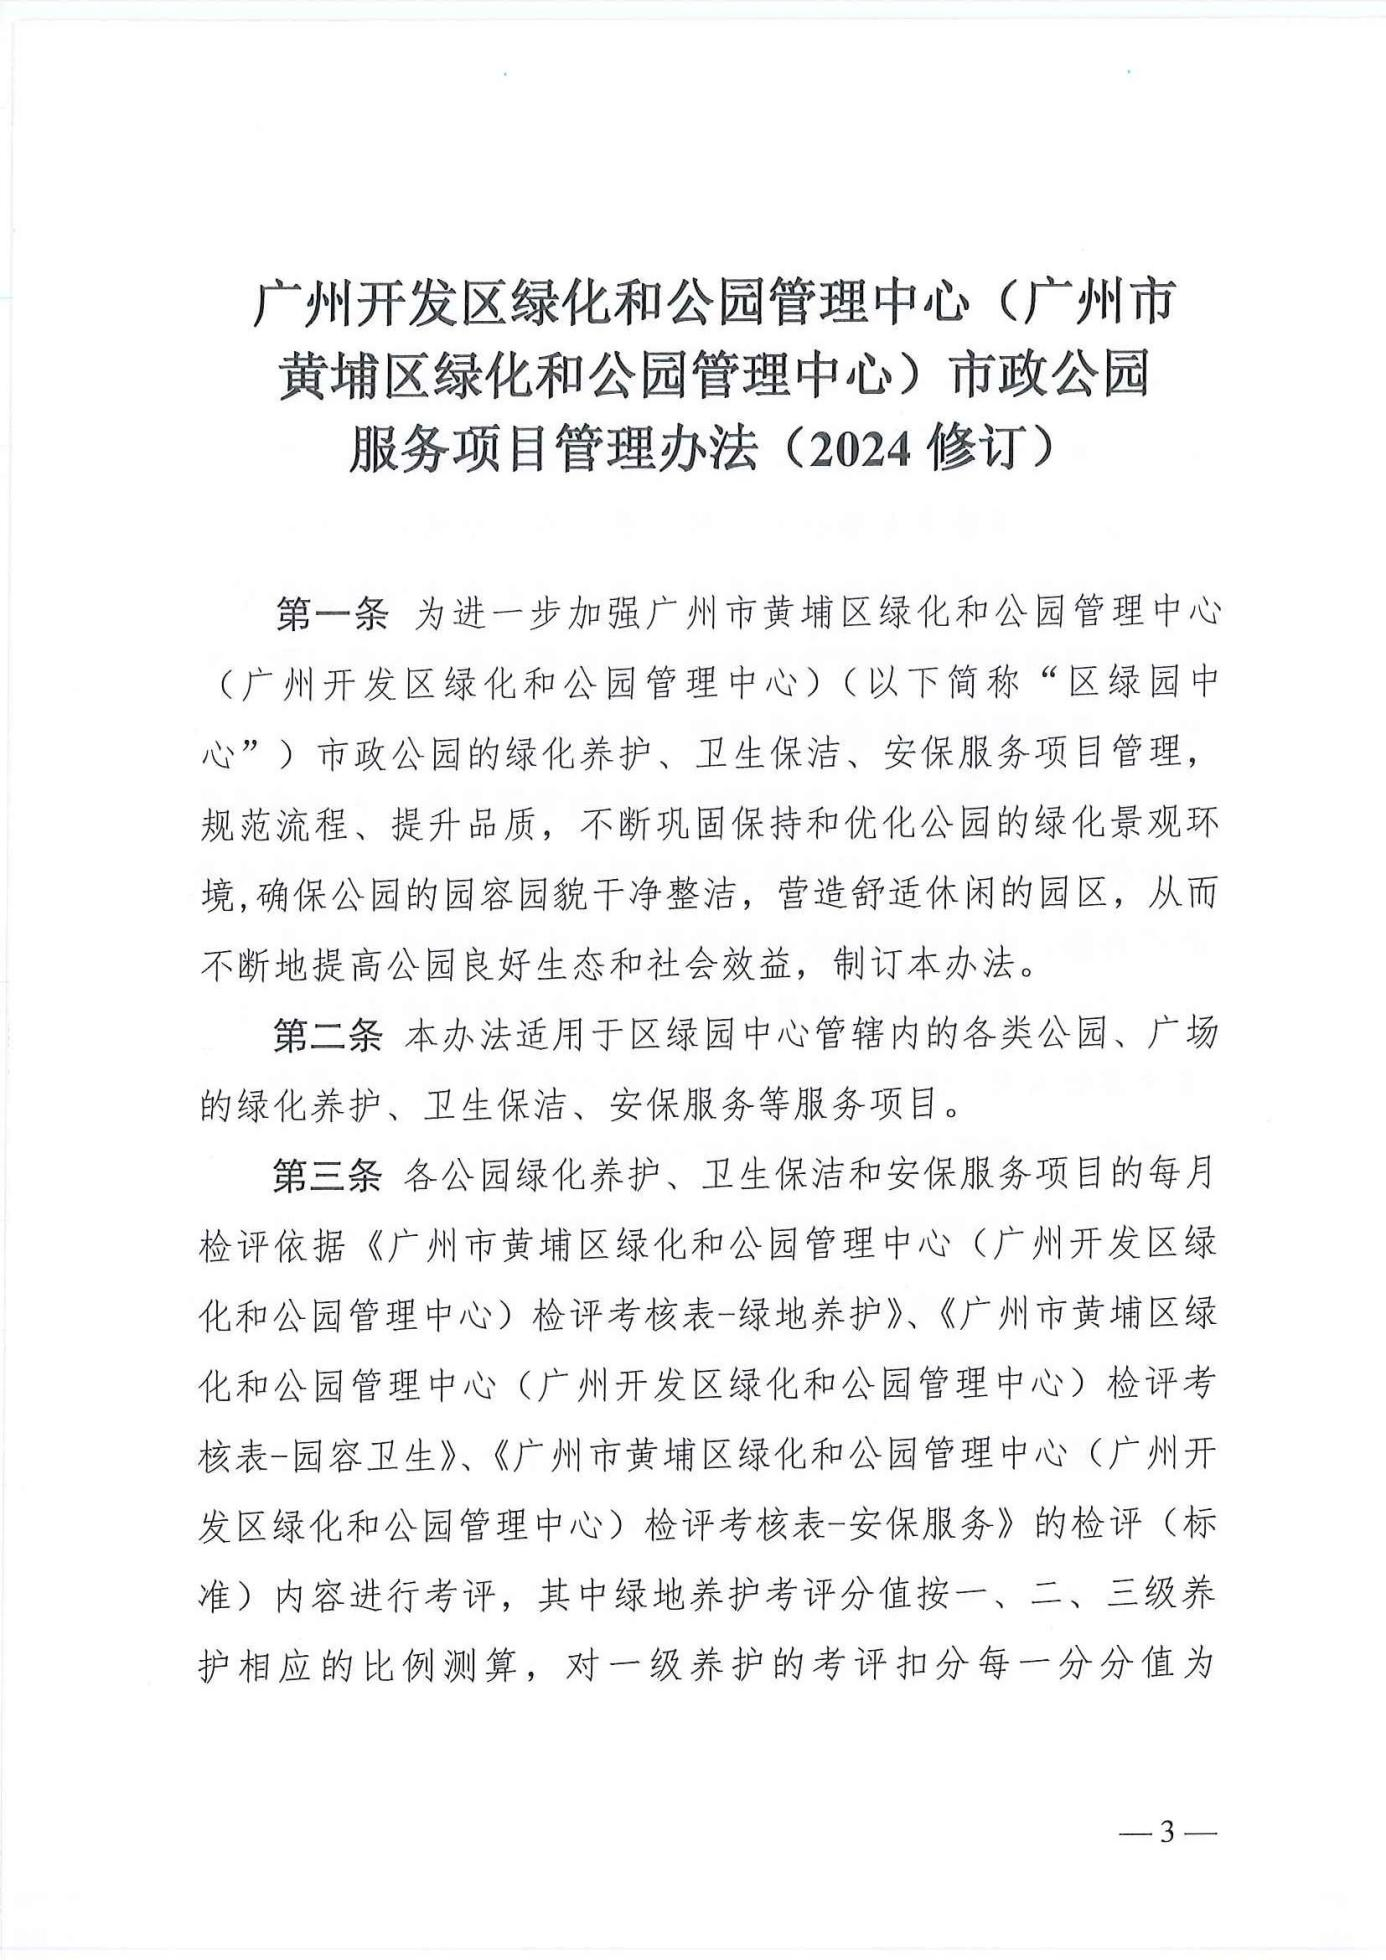 广州开发区绿化和公园管理中心（广州市
黄埔区绿化和公园管理中心）市政公园
服务项目管理办法（2024 修订）
第一条 为进一步加强广州市黄埔区绿化和公园管理中心
（广州开发区绿化和公园管理中心）（以下简称“区绿园中
心”）市政公园的绿化养护、卫生保洁、安保服务项目管理，
规范流程、提升品质，不断巩固保持和优化公园的绿化景观环
境,确保公园的园容园貌干净整洁，营造舒适休闲的园区，从而
不断地提高公园良好生态和社会效益，制订本办法。
第二条 本办法适用于区绿园中心管辖内的各类公园、广场
的绿化养护、卫生保洁、安保服务等服务项目。
第三条 各公园绿化养护、卫生保洁和安保服务项目的每月
检评依据《广州市黄埔区绿化和公园管理中心（广州开发区绿
化和公园管理中心）检评考核表-绿地养护》、《广州市黄埔区绿
化和公园管理中心（广州开发区绿化和公园管理中心）检评考
核表-园容卫生》、《广州市黄埔区绿化和公园管理中心（广州开
发区绿化和公园管理中心）检评考核表-安保服务》的检评（标
准）内容进行考评，其中绿地养护考评分值按一、二、三级养
护相应的比例测算，对一级养护的考评扣分每一分分值为
— 3 —